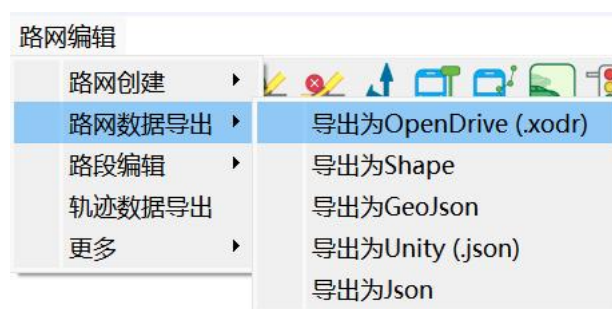 路网编辑
路网创建
路网数据导出
路段编辑
轨迹数据导出
更多
导出为OpenDrive (.xodr)
导出为Shape
导出为GeoJson
导出为Unity (.json)
导出为Json